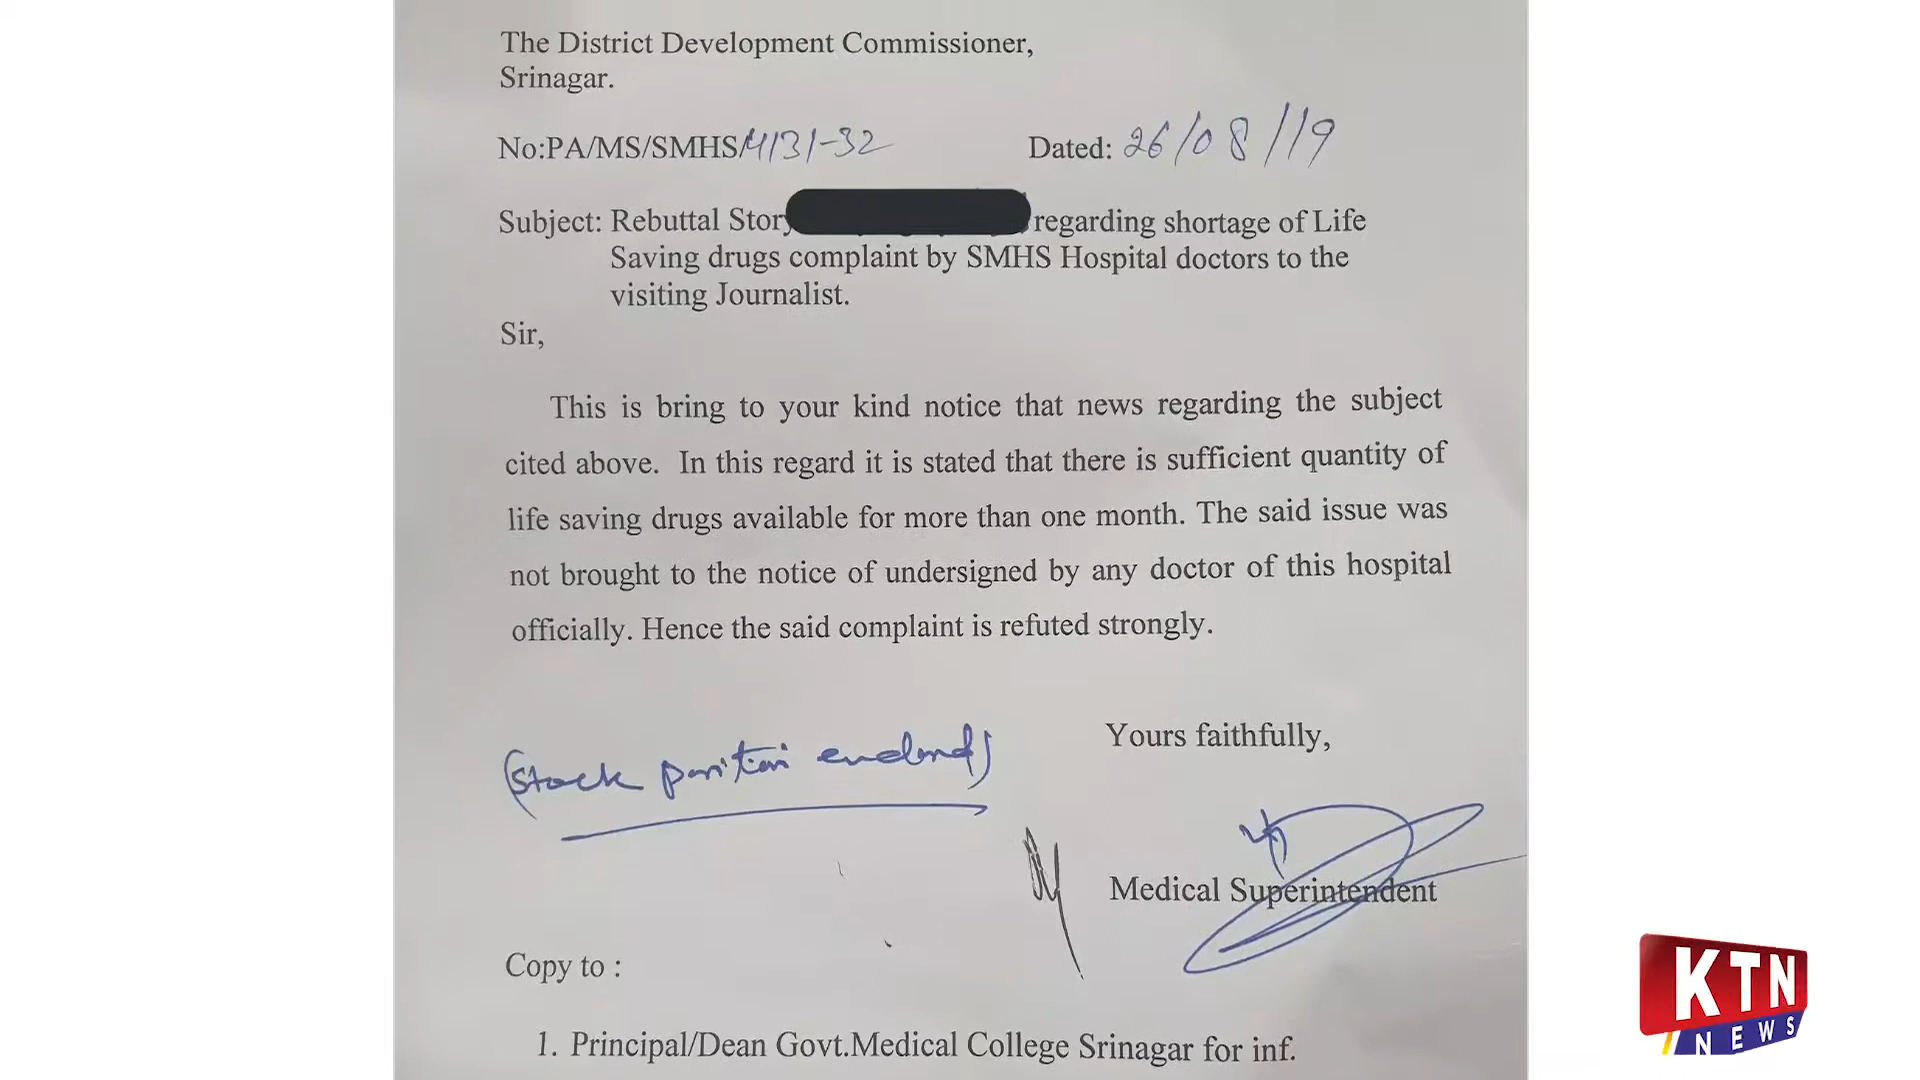 The District Development Commissioner,
Srinagar.
No:PA/MS/SMHS/4131-32 Dated: 26/08/19
Subject: Rebuttal Story regarding shortage of Life
Saving drugs complaint by SMHS Hospital doctors to the
visiting Journalist.
Sir,
This is bring to your kind notice that news regarding the subject
cited above. In this regard it is stated that there is sufficient quantity of
life saving drugs available for more than one month. The said issue was
not brought to the notice of undersigned by any doctor of this hospital
officially. Hence the said complaint is refuted strongly.
(Stock position enclosed)
Yours faithfully,
Medical Superintendent
Copy to :
1. Principal/Dean Govt.Medical College Srinagar for inf.
KTN
NEWS